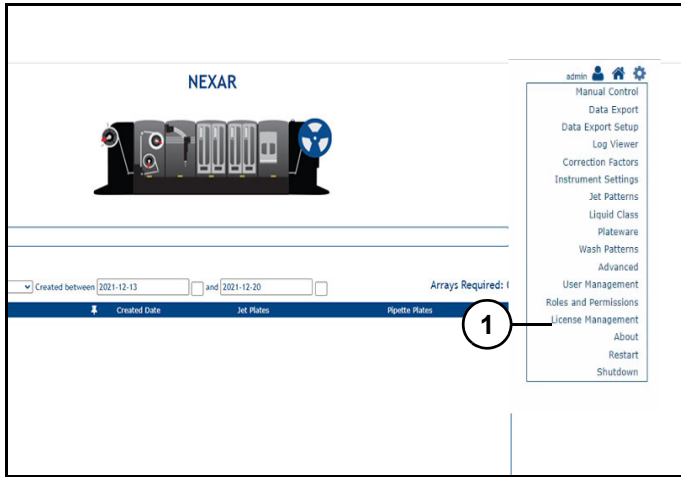 NEXAR
admin
Manual Control
Data Export
Data Export Setup
Log Viewer
Correction Factors
Instrument Settings
Jet Patterns
Liquid Class
Plateware
Wash Patterns
Advanced
User Management
Roles and Permissions
License Management
About
Restart
Shutdown
Created between 2021-12-13 and 2021-12-20 Arrays Required:
Created Date Jet Plates Pipette Plates
1